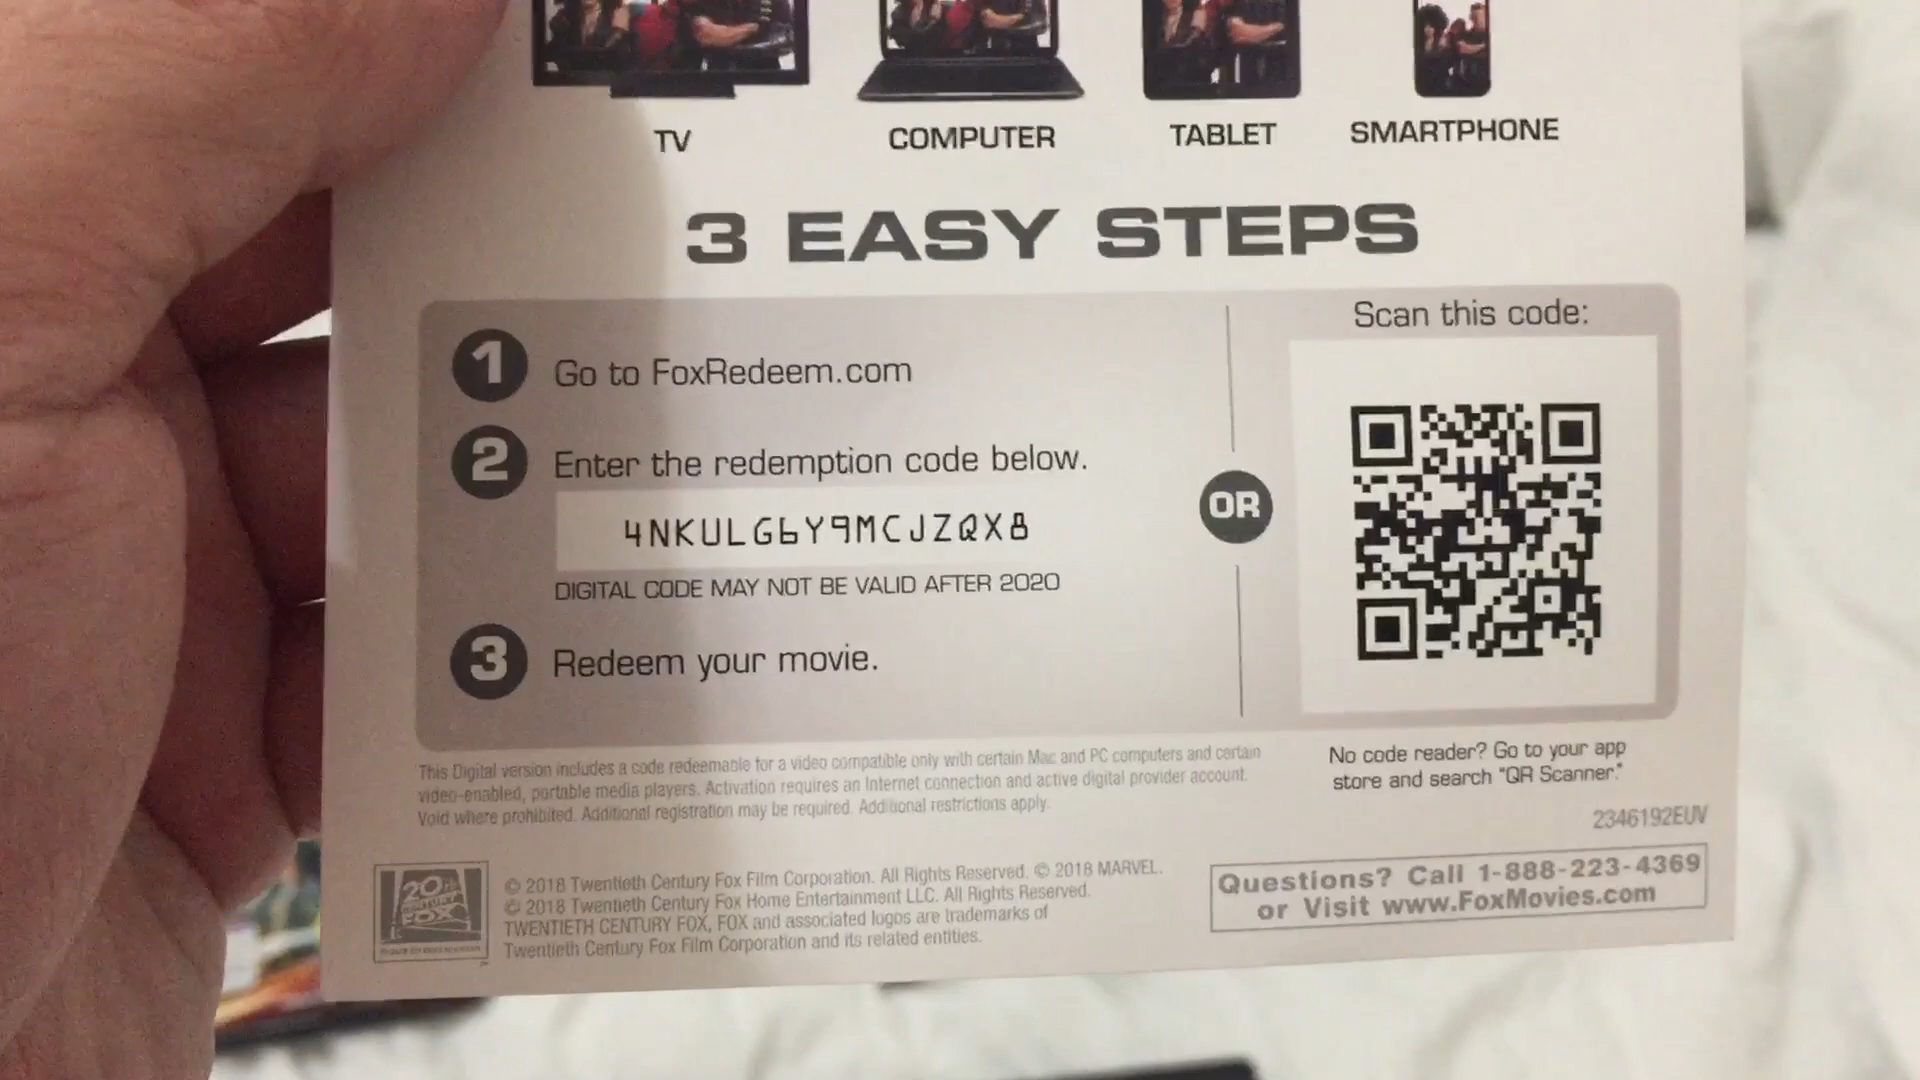 TV
COMPUTER
TABLET
SMARTPHONE
3 EASY STEPS
1 Go to FoxRedeem.com
2 Enter the redemption code below.
4NKULG6Y9MCJZQX8
DIGITAL CODE MAY NOT BE VALID AFTER 2020
3 Redeem your movie.
OR
Scan this code:
No code reader? Go to your app
store and search "QR Scanner."
This Digital version includes a code redeemable for a video compatible only with certain Mac and PC computers and certain
video-enabled, portable media players. Activation requires an Internet connection and active digital provider account.
Void where prohibited. Additional registration may be required. Additional restrictions apply.
2346192EUV
20th
CENTURY
FOX
© 2018 Twentieth Century Fox Film Corporation. All Rights Reserved. © 2018 MARVEL.
© 2018 Twentieth Century Fox Home Entertainment LLC. All Rights Reserved.
TWENTIETH CENTURY FOX, FOX and associated logos are trademarks of
Twentieth Century Fox Film Corporation and its related entities.
Questions? Call 1-888-223-4369
or Visit www.FoxMovies.com